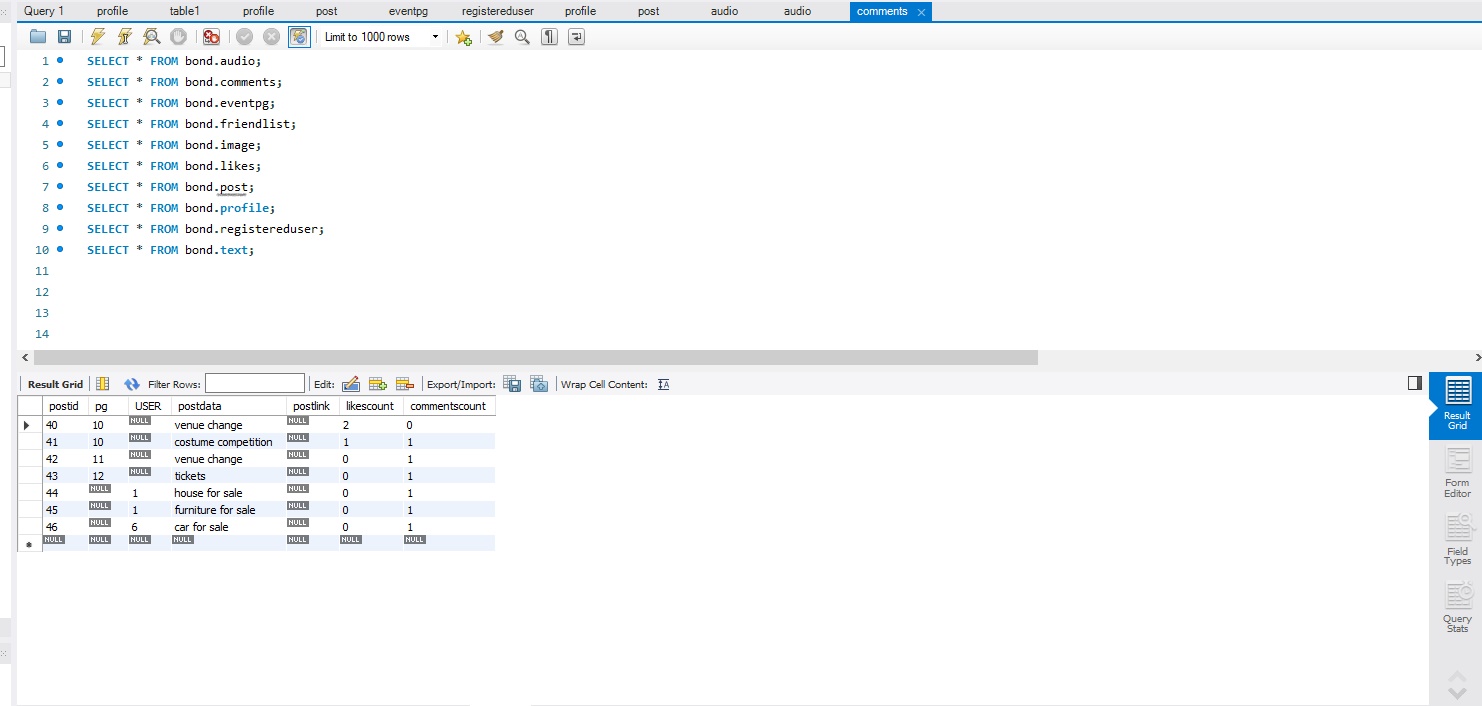 Query 1 profile table1 profile post eventpg registereduser profile post audio audio comments
Limit to 1000 rows
1 SELECT * FROM bond.audio;
2 SELECT * FROM bond.comments;
3 SELECT * FROM bond.eventpg;
4 SELECT * FROM bond.friendlist;
5 SELECT * FROM bond.image;
6 SELECT * FROM bond.likes;
7 SELECT * FROM bond.post;
8 SELECT * FROM bond.profile;
9 SELECT * FROM bond.registereduser;
10 SELECT * FROM bond.text;
11
12
13
14
Result Grid Filter Rows: Edit: Export/Import: Wrap Cell Content:
postid pg USER postdata postlink likescount commentscount
40 10 NULL venue change NULL 2 0
41 10 NULL costume competition NULL 1 1
42 11 NULL venue change NULL 0 1
43 12 NULL tickets NULL 0 1
44 NULL 1 house for sale NULL 0 1
45 NULL 1 furniture for sale NULL 0 1
46 NULL 6 car for sale NULL 0 1
NULL NULL NULL NULL NULL NULL NULL
Result
Grid
Form
Editor
Field
Types
Query
Stats